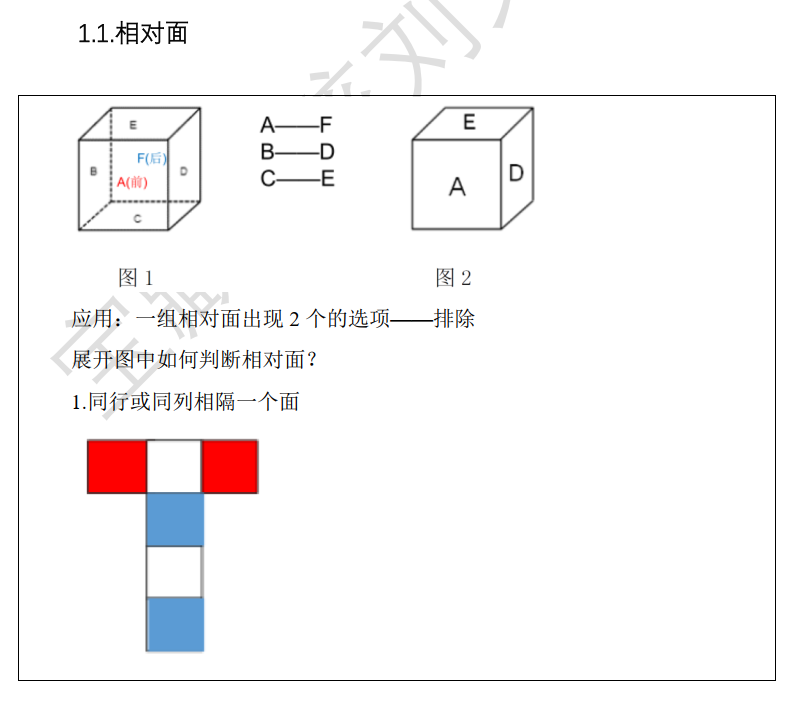 1.1.相对面
E
F(后)
B
D
A(前)
C
A——F
B——D
C——E
E
A
D
图 1
图 2
应用：一组相对面出现 2 个的选项——排除
展开图中如何判断相对面？
1.同行或同列相隔一个面